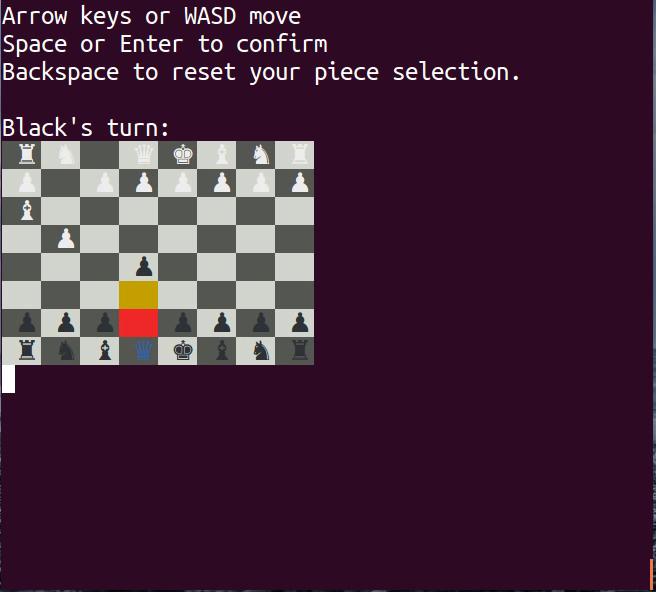 Arrow keys or WASD move
Space or Enter to confirm
Backspace to reset your piece selection.
Black's turn: